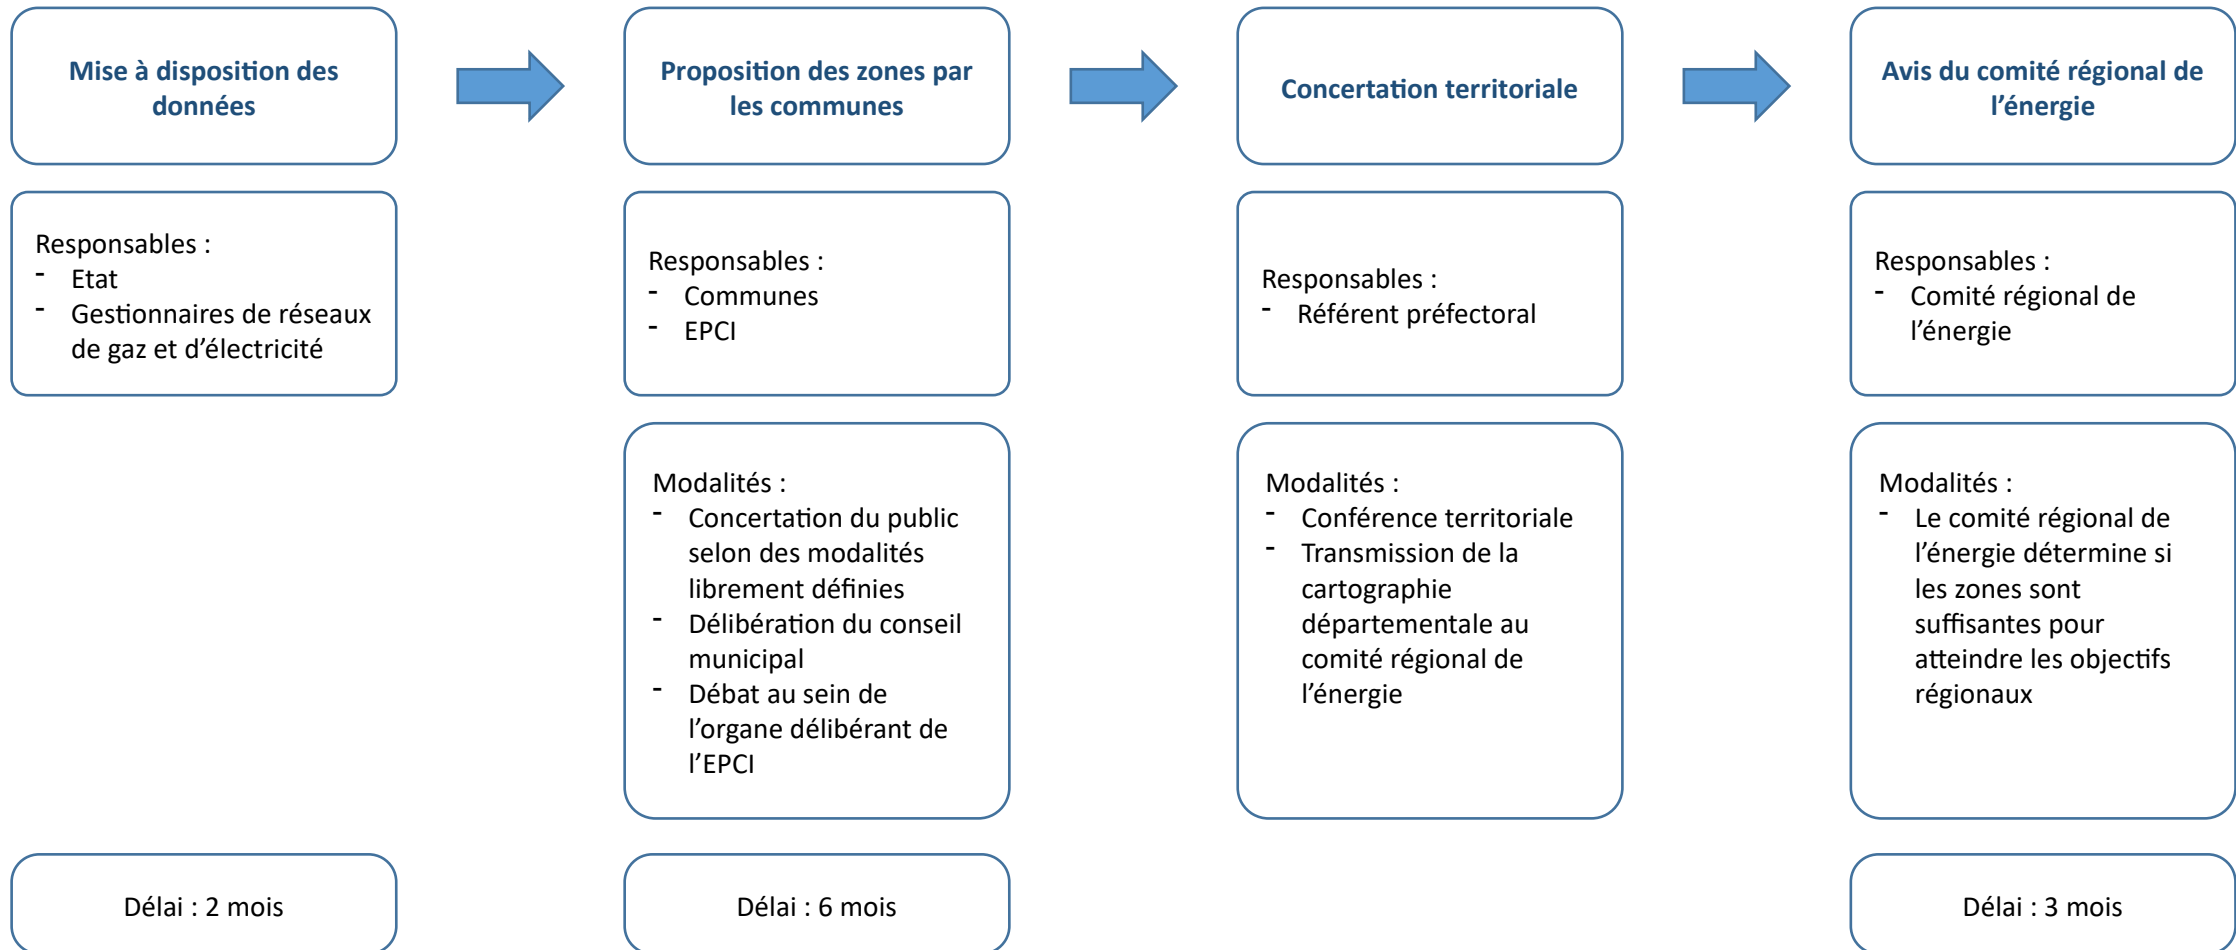 Mise à disposition des
données
Proposition des zones par
les communes
Concertation territoriale
Avis du comité régional de
l’énergie
Responsables :
- Etat
- Gestionnaires de réseaux
de gaz et d’électricité
Responsables :
- Communes
- EPCI
Responsables :
- Référent préfectoral
Responsables :
- Comité régional de
l’énergie
Modalités :
- Concertation du public
selon des modalités
librement définies
- Délibération du conseil
municipal
- Débat au sein de
l’organe délibérant de
l’EPCI
Modalités :
- Conférence territoriale
- Transmission de la
cartographie
départementale au
comité régional de
l’énergie
Modalités :
- Le comité régional de
l’énergie détermine si
les zones sont
suffisantes pour
atteindre les objectifs
régionaux
Délai : 2 mois
Délai : 6 mois
Délai : 3 mois